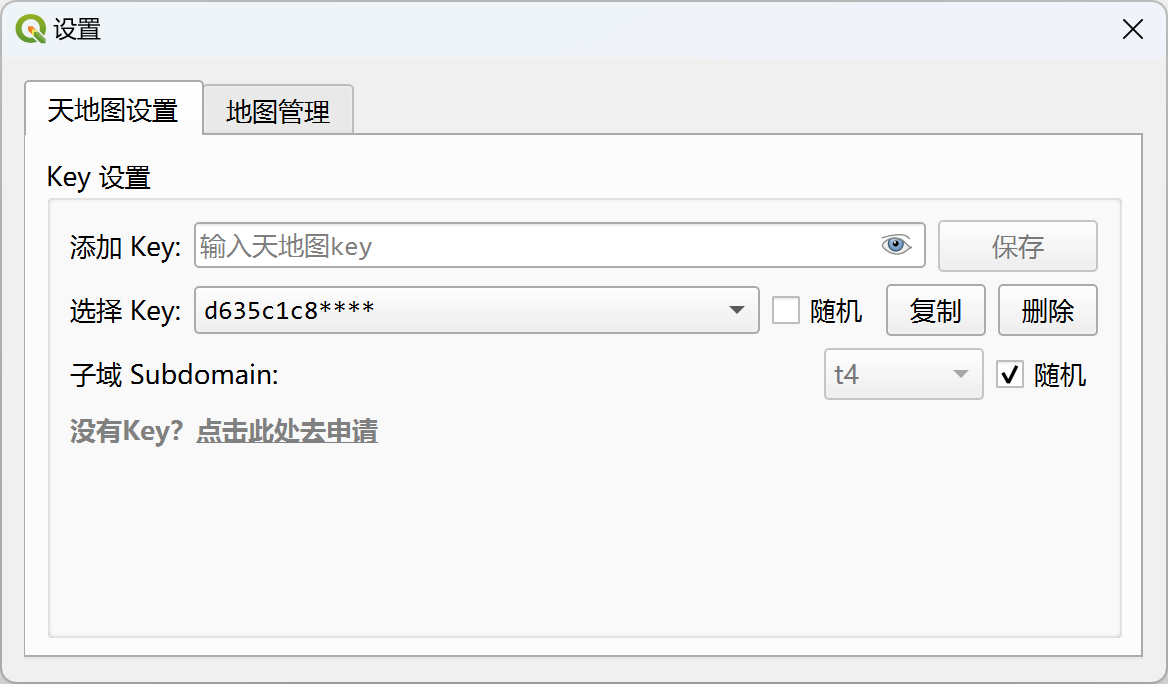 设置
天地图设置 地图管理
Key 设置
添加 Key: 输入天地图key 保存
选择 Key: d635c1c8**** 随机 复制 删除
子域 Subdomain: t4 随机
没有Key？点击此处去申请